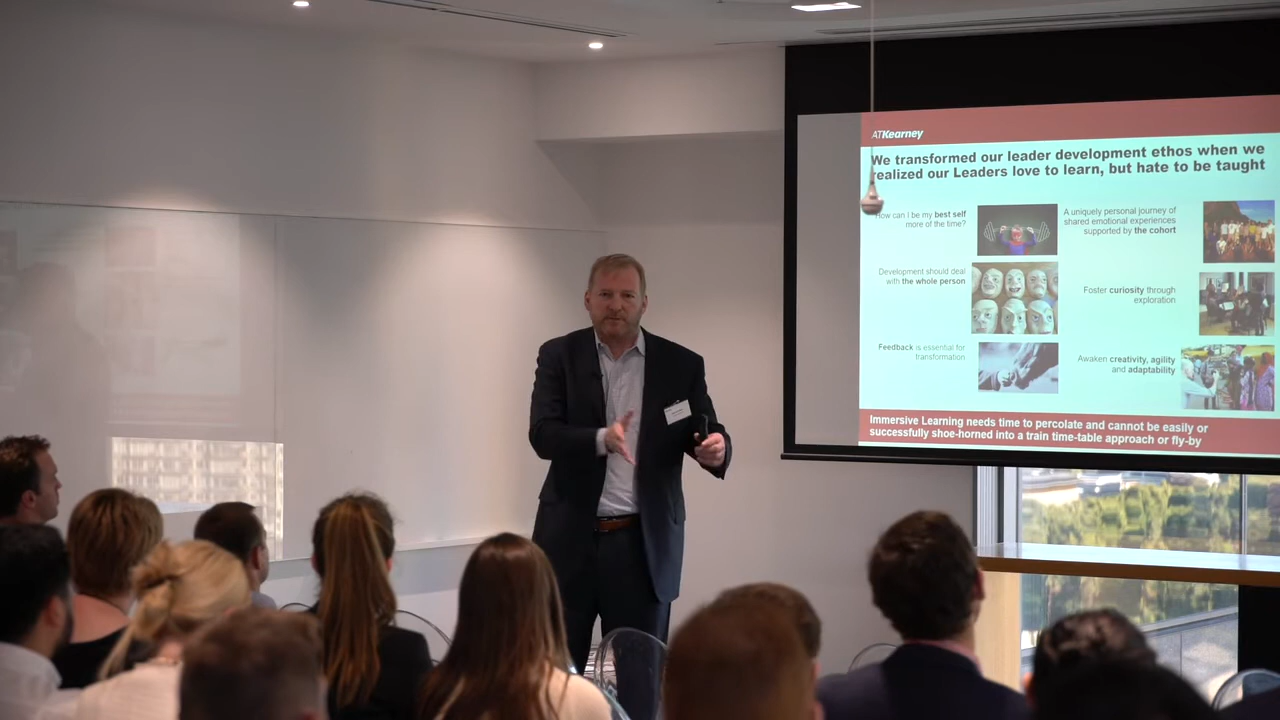 ATKearney
We transformed our leader development ethos when we
realized our Leaders love to learn, but hate to be taught
How can I be my best self
more of the time?
A uniquely personal journey of
shared emotional experiences
supported by the cohort
Development should deal
with the whole person
Foster curiosity through
exploration
Feedback is essential for
transformation
Awaken creativity, agility
and adaptability
Immersive Learning needs time to percolate and cannot be easily or
successfully shoe-horned into a train time-table approach or fly-by